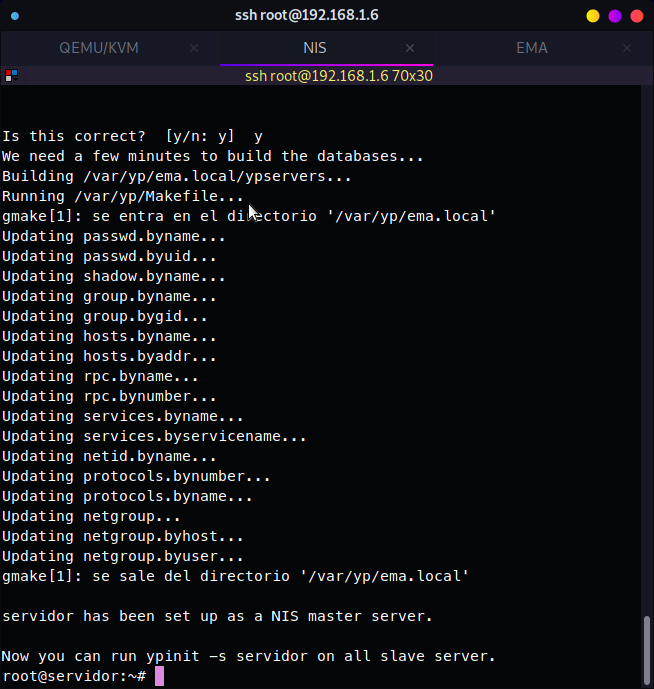 ssh root@192.168.1.6
QEMU/KVM × NIS × EMA ×
ssh root@192.168.1.6 70x30
Is this correct?  [y/n: y]  y
We need a few minutes to build the databases...
Building /var/yp/ema.local/ypservers...
Running /var/yp/Makefile...
gmake[1]: se entra en el directorio '/var/yp/ema.local'
Updating passwd.byname...
Updating passwd.byuid...
Updating shadow.byname...
Updating group.byname...
Updating group.bygid...
Updating hosts.byname...
Updating hosts.byaddr...
Updating rpc.byname...
Updating rpc.bynumber...
Updating services.byname...
Updating services.byservicename...
Updating netid.byname...
Updating protocols.bynumber...
Updating protocols.byname...
Updating netgroup...
Updating netgroup.byhost...
Updating netgroup.byuser...
gmake[1]: se sale del directorio '/var/yp/ema.local'
servidor has been set up as a NIS master server.
Now you can run ypinit -s servidor on all slave server.
root@servidor:~#